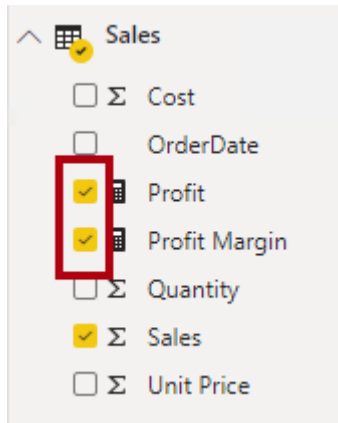 Sales
Σ Cost
OrderDate
Profit
Profit Margin
Σ Quantity
Σ Sales
Σ Unit Price